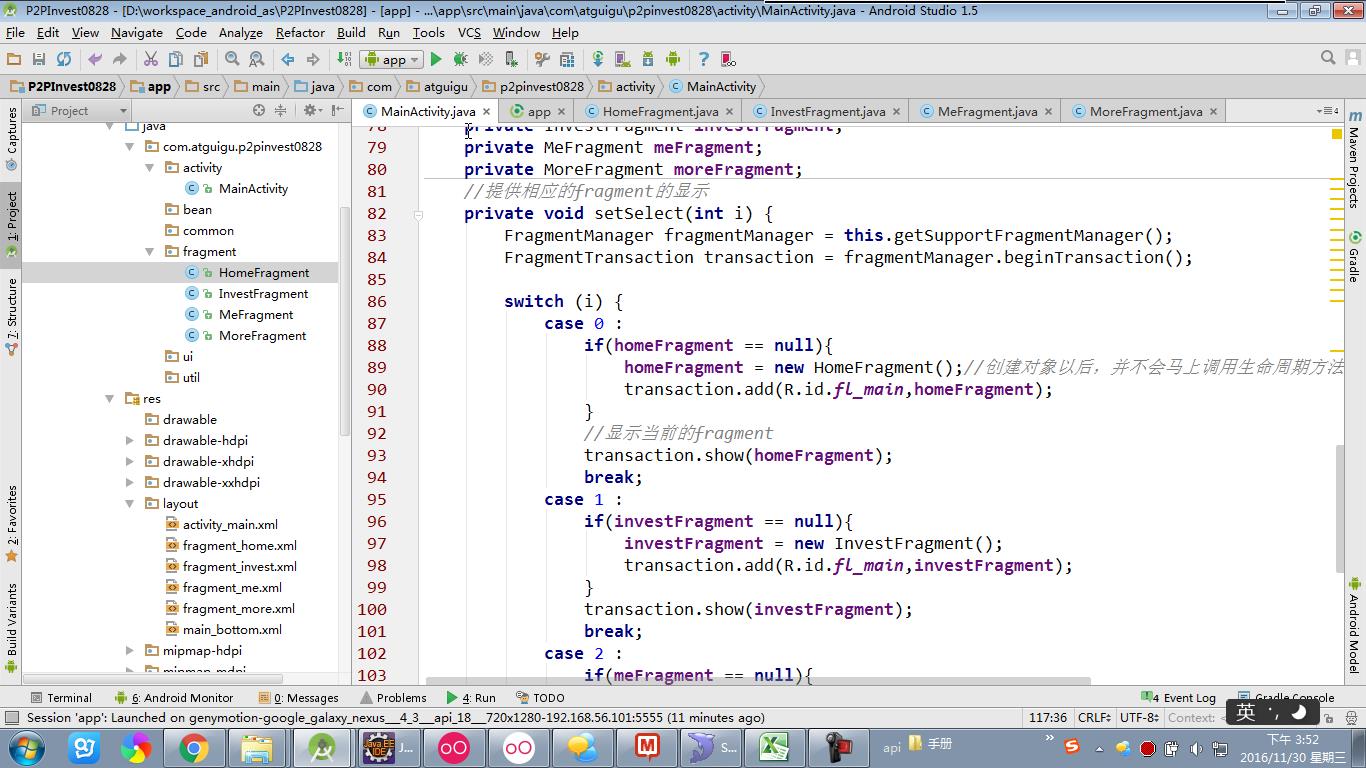 P2PInvest0828 - [D:\workspace_android_as\P2PInvest0828] - [app] - ...\app\src\main\java\com\atguigu\p2pinvest0828\activity\MainActivity.java - Android Studio 1.5
File Edit View Navigate Code Analyze Refactor Build Run Tools VCS Window Help
app
P2PInvest0828 app src main java com atguigu p2pinvest0828 activity MainActivity
Project
MainActivity.java app HomeFragment.java InvestFragment.java MeFragment.java MoreFragment.java
Captures
1: Project
7: Structure
2: Favorites
Build Variants
java
com.atguigu.p2pinvest0828
activity
MainActivity
bean
common
fragment
HomeFragment
InvestFragment
MeFragment
MoreFragment
ui
util
res
drawable
drawable-hdpi
drawable-xhdpi
drawable-xxhdpi
layout
activity_main.xml
fragment_home.xml
fragment_invest.xml
fragment_me.xml
fragment_more.xml
main_bottom.xml
mipmap-hdpi
mipmap-mdpi
78 private InvestFragment investFragment;
79 private MeFragment meFragment;
80 private MoreFragment moreFragment;
81 //提供相应的fragment的显示
82 private void setSelect(int i) {
83 FragmentManager fragmentManager = this.getSupportFragmentManager();
84 FragmentTransaction transaction = fragmentManager.beginTransaction();
85
86 switch (i) {
87 case 0 :
88 if(homeFragment == null){
89 homeFragment = new HomeFragment();//创建对象以后，并不会马上调用生命周期方法
90 transaction.add(R.id.fl_main,homeFragment);
91 }
92 //显示当前的fragment
93 transaction.show(homeFragment);
94 break;
95 case 1 :
96 if(investFragment == null){
97 investFragment = new InvestFragment();
98 transaction.add(R.id.fl_main,investFragment);
99 }
100 transaction.show(investFragment);
101 break;
102 case 2 :
103 if(meFragment == null){
Maven Projects
Gradle
Android Model
Terminal 6: Android Monitor 0: Messages Problems 4: Run TODO 4 Event Log Gradle Console
Session 'app': Launched on genymotion-google_galaxy_nexus___4_3___api_18___720x1280-192.168.56.101:5555 (11 minutes ago) 117:36 CRLF UTF-8 Context:
英
J...
S...
api 手册
下午 3:52
2016/11/30 星期三